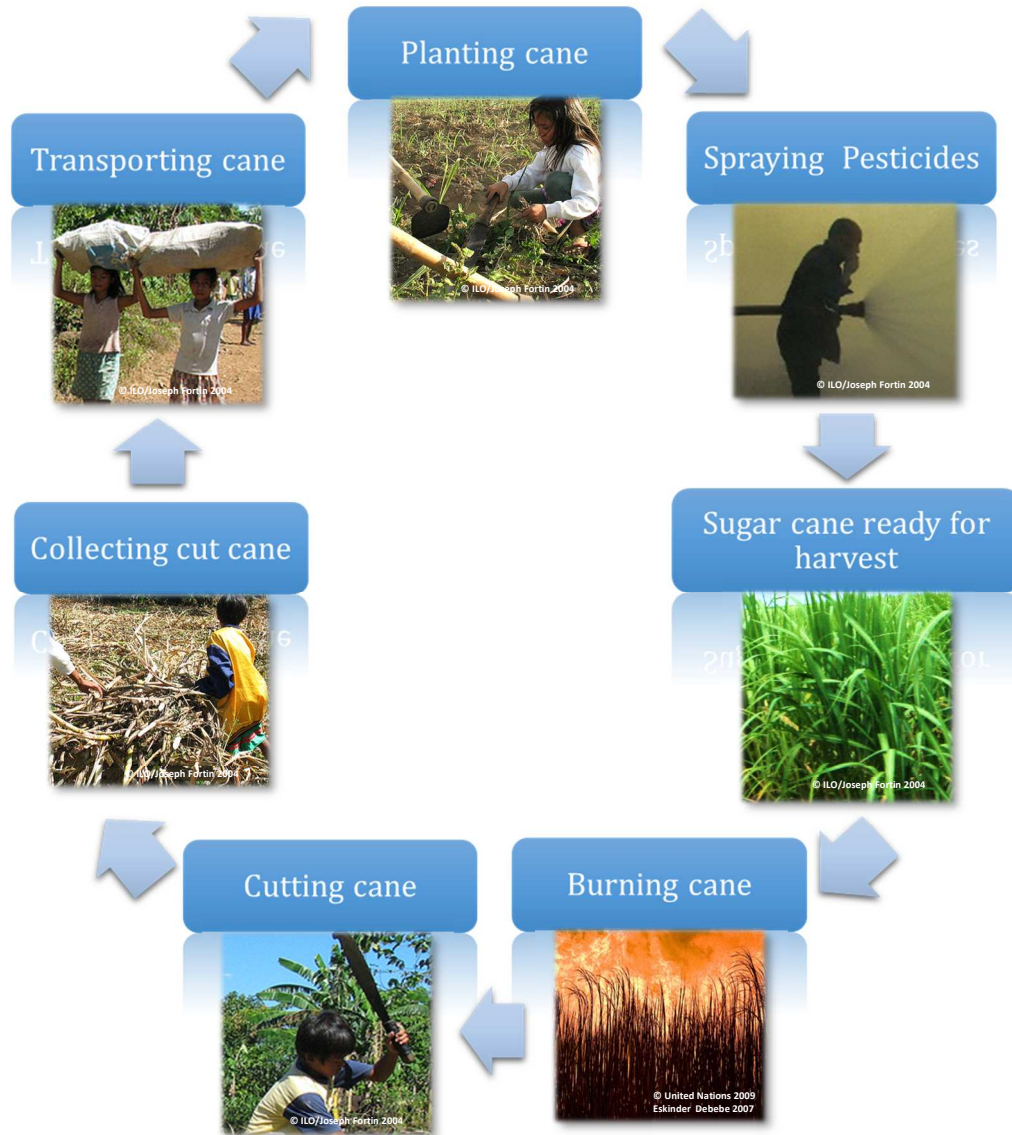 Planting cane
© ILO/Joseph Fortin 2004
Spraying Pesticides
© ILO/Joseph Fortin 2004
Sugar cane ready for
harvest
© ILO/Joseph Fortin 2004
Burning cane
© United Nations 2009
Eskinder Debebe 2007
Cutting cane
© ILO/Joseph Fortin 2004
Collecting cut cane
© ILO/Joseph Fortin 2004
Transporting cane
© ILO/Joseph Fortin 2004